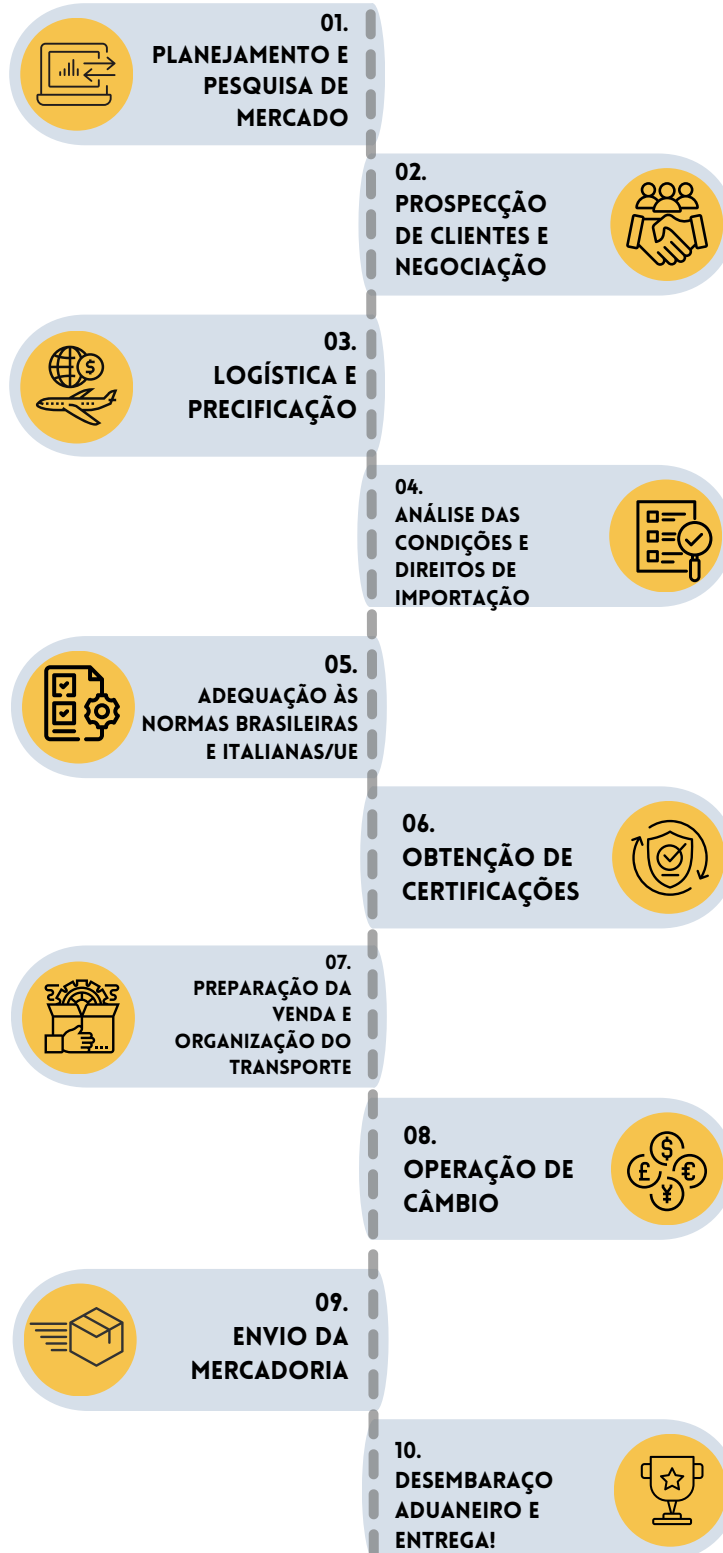 01.
PLANEJAMENTO E
PESQUISA DE
MERCADO
02.
PROSPECÇÃO
DE CLIENTES E
NEGOCIAÇÃO
03.
LOGÍSTICA E
PRECIFICAÇÃO
04.
ANÁLISE DAS
CONDIÇÕES E
DIREITOS DE
IMPORTAÇÃO
05.
ADEQUAÇÃO ÀS
NORMAS BRASILEIRAS
E ITALIANAS/UE
06.
OBTENÇÃO DE
CERTIFICAÇÕES
07.
PREPARAÇÃO DA
VENDA E
ORGANIZAÇÃO DO
TRANSPORTE
08.
OPERAÇÃO DE
CÂMBIO
09.
ENVIO DA
MERCADORIA
10.
DESEMBARAÇO
ADUANEIRO E
ENTREGA!